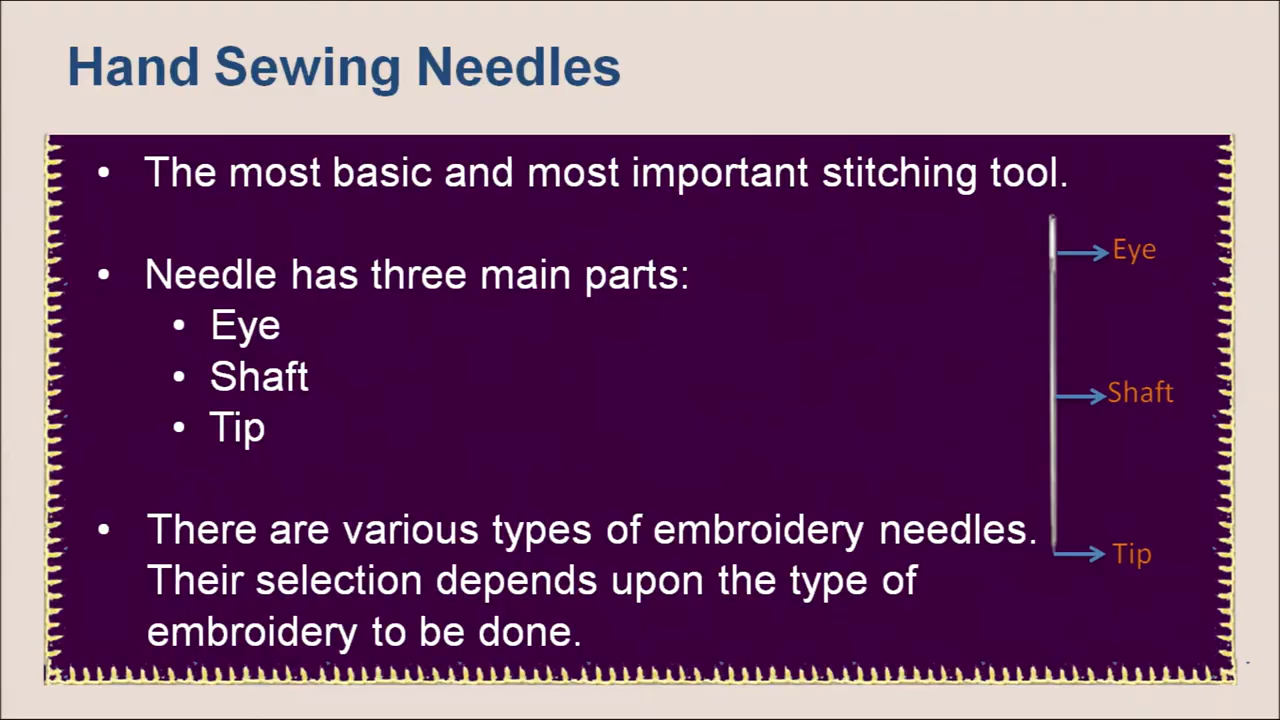 Hand Sewing Needles
• The most basic and most important stitching tool.
• Needle has three main parts:
• Eye
• Shaft
• Tip
• There are various types of embroidery needles.
Their selection depends upon the type of
embroidery to be done.
Eye
Shaft
Tip